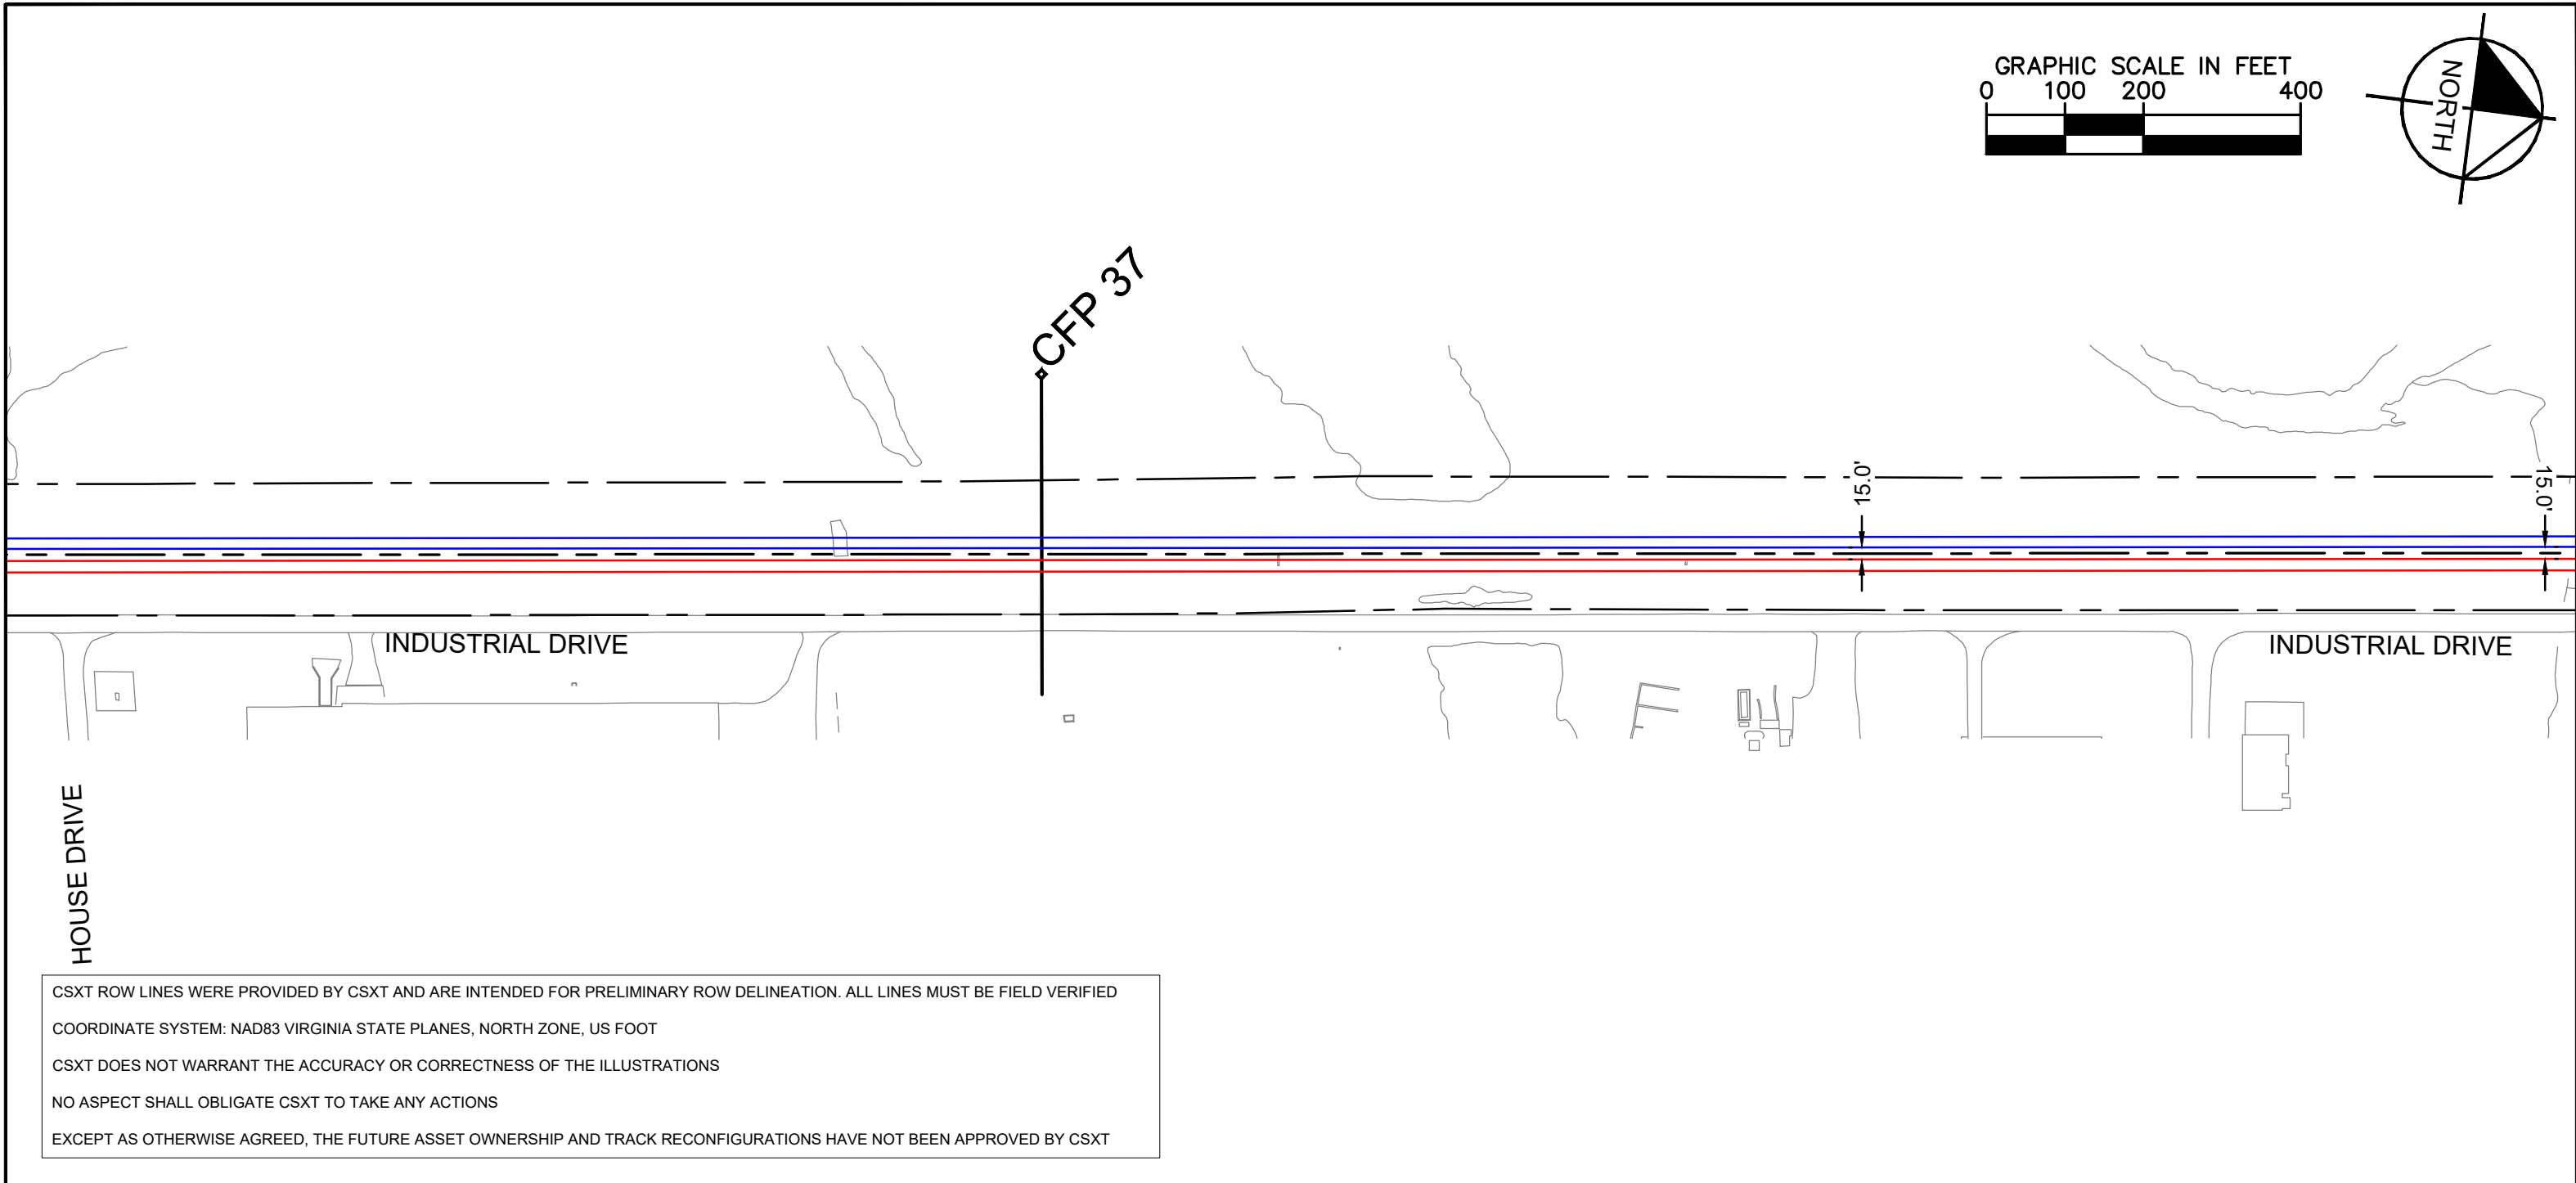 GRAPHIC SCALE IN FEET
0 100 200 400
NORTH
CFP 37
15.0'
15.0'
INDUSTRIAL DRIVE
INDUSTRIAL DRIVE
HOUSE DRIVE
CSXT ROW LINES WERE PROVIDED BY CSXT AND ARE INTENDED FOR PRELIMINARY ROW DELINEATION. ALL LINES MUST BE FIELD VERIFIED
COORDINATE SYSTEM: NAD83 VIRGINIA STATE PLANES, NORTH ZONE, US FOOT
CSXT DOES NOT WARRANT THE ACCURACY OR CORRECTNESS OF THE ILLUSTRATIONS
NO ASPECT SHALL OBLIGATE CSXT TO TAKE ANY ACTIONS
EXCEPT AS OTHERWISE AGREED, THE FUTURE ASSET OWNERSHIP AND TRACK RECONFIGURATIONS HAVE NOT BEEN APPROVED BY CSXT